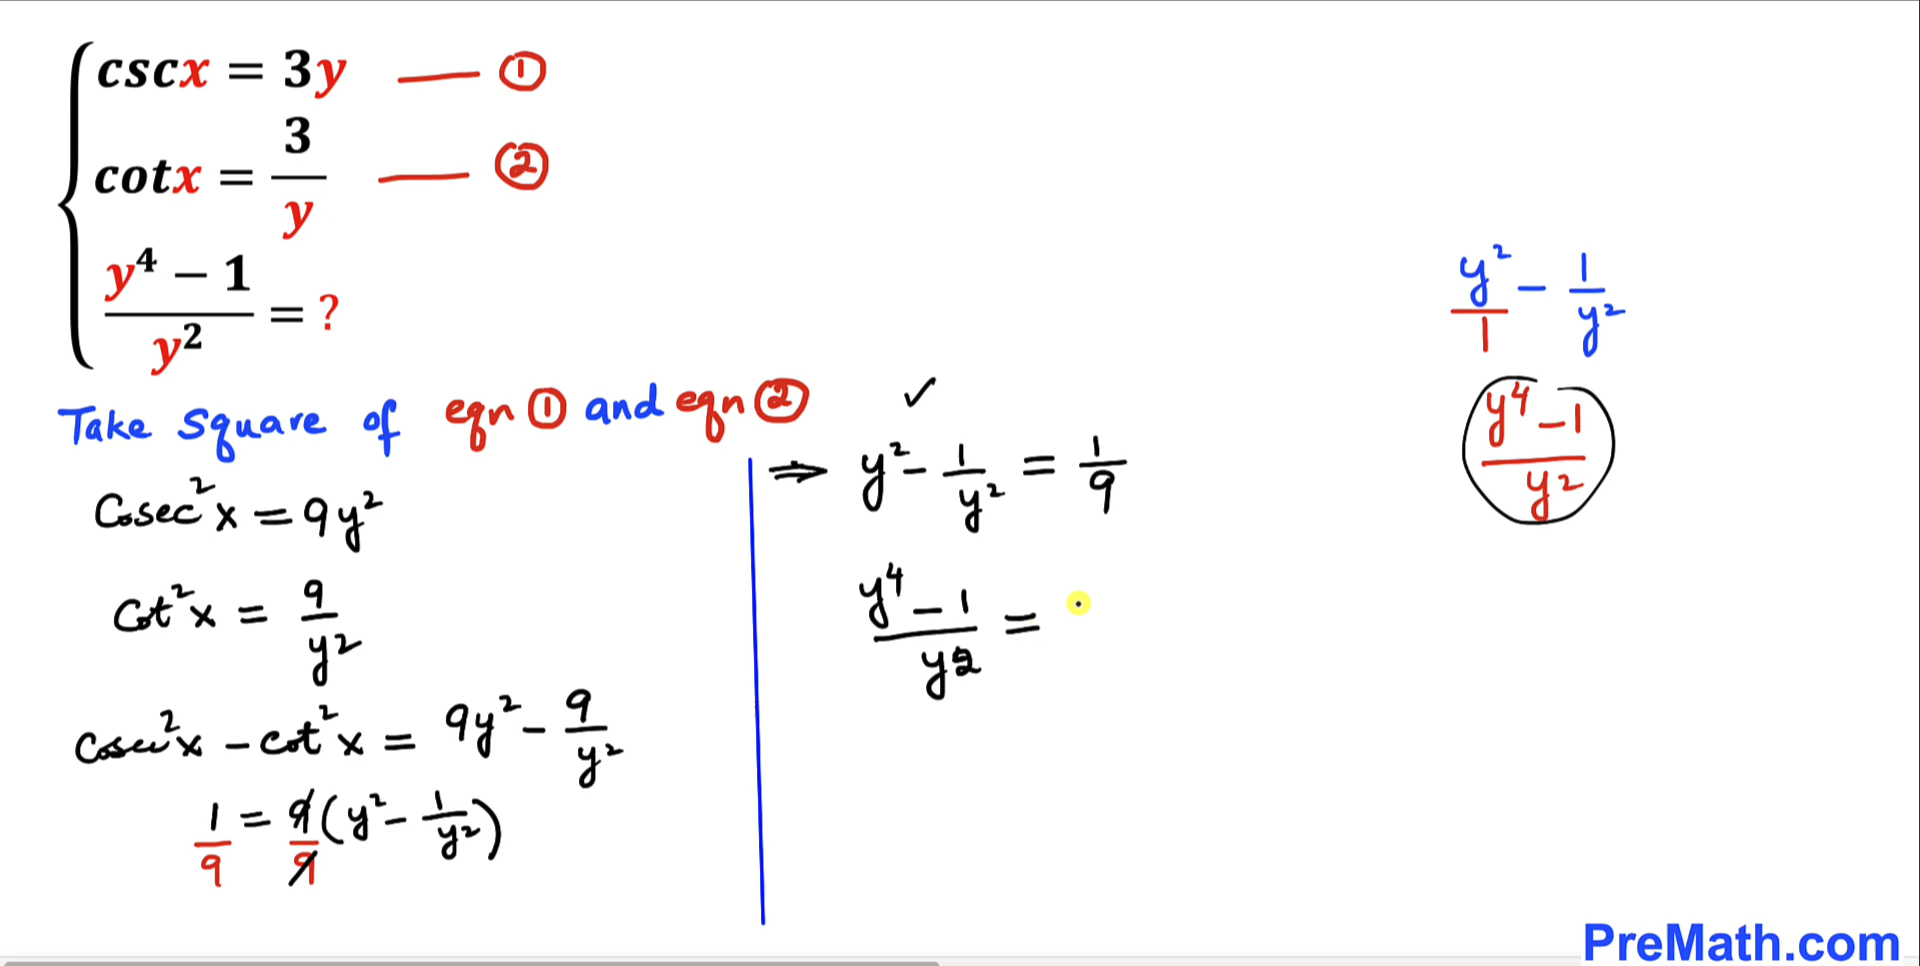 cscx = 3y — ①
cotx = 3/y — ②
y⁴ − 1/y² = ?
Take square of eqn ① and eqn ②
Cosec²x = 9y²
Cot²x = 9/y²
Cosec²x − cot²x = 9y² − 9/y²
1/9 = 9/9 (y² − 1/y²)
✓
⇒ y² − 1/y² = 1/9
y⁴ − 1/y² =
y²/1 − 1/y²
y⁴ − 1/y²
PreMath.com